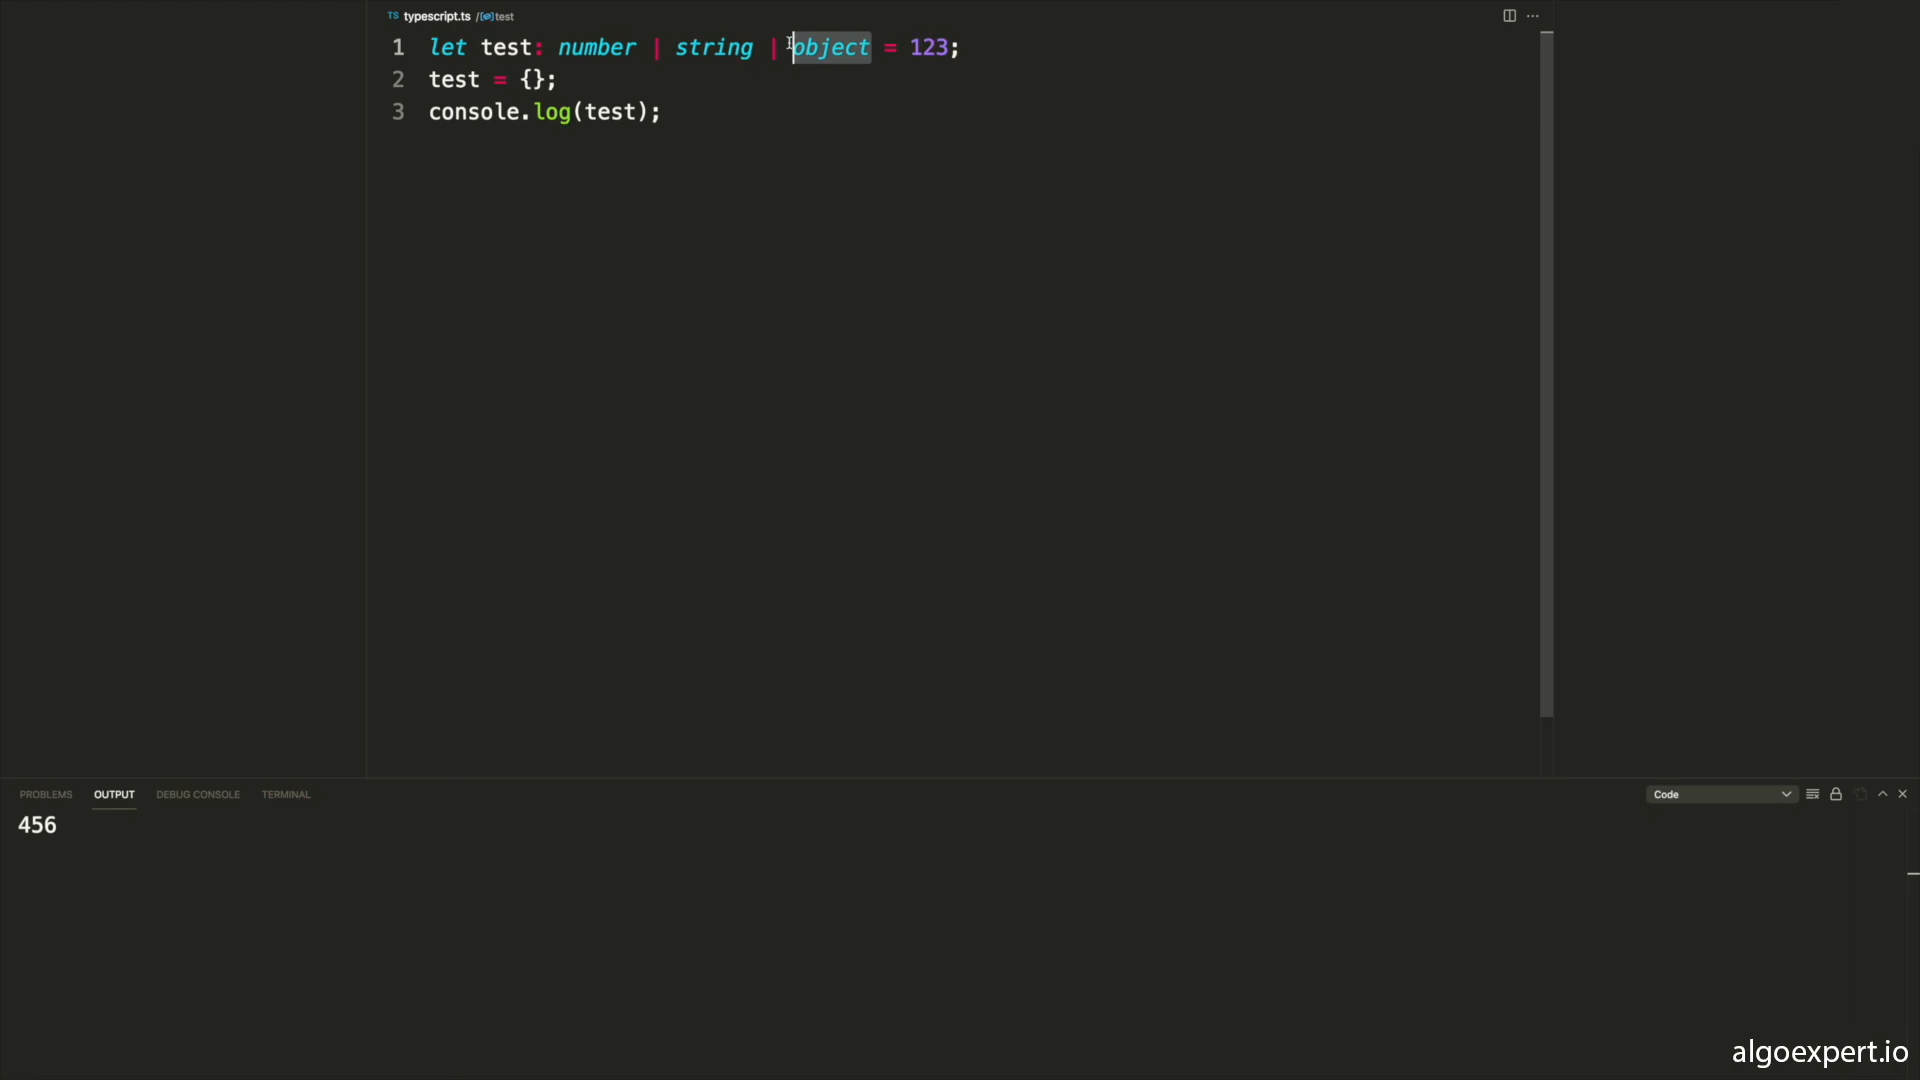 TS typescript.ts /[ø]test
1 let test: number | string | object = 123;
2 test = {};
3 console.log(test);
PROBLEMS OUTPUT DEBUG CONSOLE TERMINAL Code
456
algoexpert.io